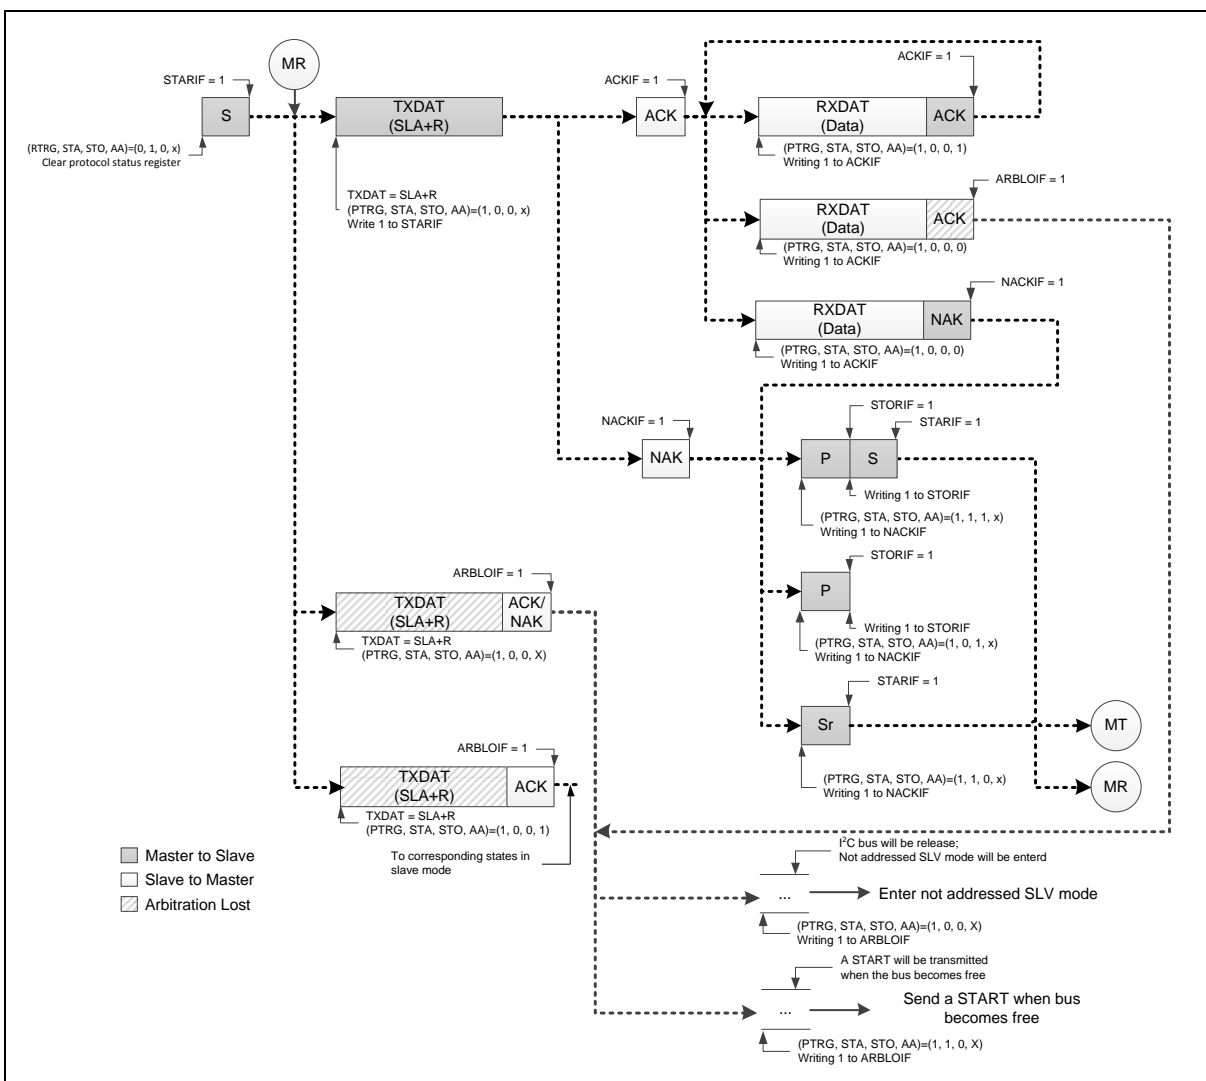 MR
STARIF = 1
S
(RTRG, STA, STO, AA)=(0, 1, 0, x)
Clear protocol status register
TXDAT
(SLA+R)
TXDAT = SLA+R
(PTRG, STA, STO, AA)=(1, 0, 0, x)
Write 1 to STARIF
ACKIF = 1
ACK
ACKIF = 1
RXDAT
(Data)
ACK
(PTRG, STA, STO, AA)=(1, 0, 0, 1)
Writing 1 to ACKIF
ARBLOIF = 1
RXDAT
(Data)
ACK
(PTRG, STA, STO, AA)=(1, 0, 0, 0)
Writing 1 to ACKIF
NACKIF = 1
RXDAT
(Data)
NAK
(PTRG, STA, STO, AA)=(1, 0, 0, 0)
Writing 1 to ACKIF
NACKIF = 1
NAK
STORIF = 1
STARIF = 1
P
S
Writing 1 to STORIF
(PTRG, STA, STO, AA)=(1, 1, 1, x)
Writing 1 to NACKIF
STORIF = 1
P
Writing 1 to STORIF
(PTRG, STA, STO, AA)=(1, 0, 1, x)
Writing 1 to NACKIF
STARIF = 1
Sr
(PTRG, STA, STO, AA)=(1, 1, 0, x)
Writing 1 to NACKIF
MT
MR
ARBLOIF = 1
TXDAT
(SLA+R)
ACK/
NAK
TXDAT = SLA+R
(PTRG, STA, STO, AA)=(1, 0, 0, X)
ARBLOIF = 1
TXDAT
(SLA+R)
ACK
TXDAT = SLA+R
(PTRG, STA, STO, AA)=(1, 0, 0, 1)
To corresponding states in
slave mode
Master to Slave
Slave to Master
Arbitration Lost
I²C bus will be release;
Not addressed SLV mode will be enterd
...
Enter not addressed SLV mode
(PTRG, STA, STO, AA)=(1, 0, 0, X)
Writing 1 to ARBLOIF
A START will be transmitted
when the bus becomes free
...
Send a START when bus
becomes free
(PTRG, STA, STO, AA)=(1, 1, 0, X)
Writing 1 to ARBLOIF